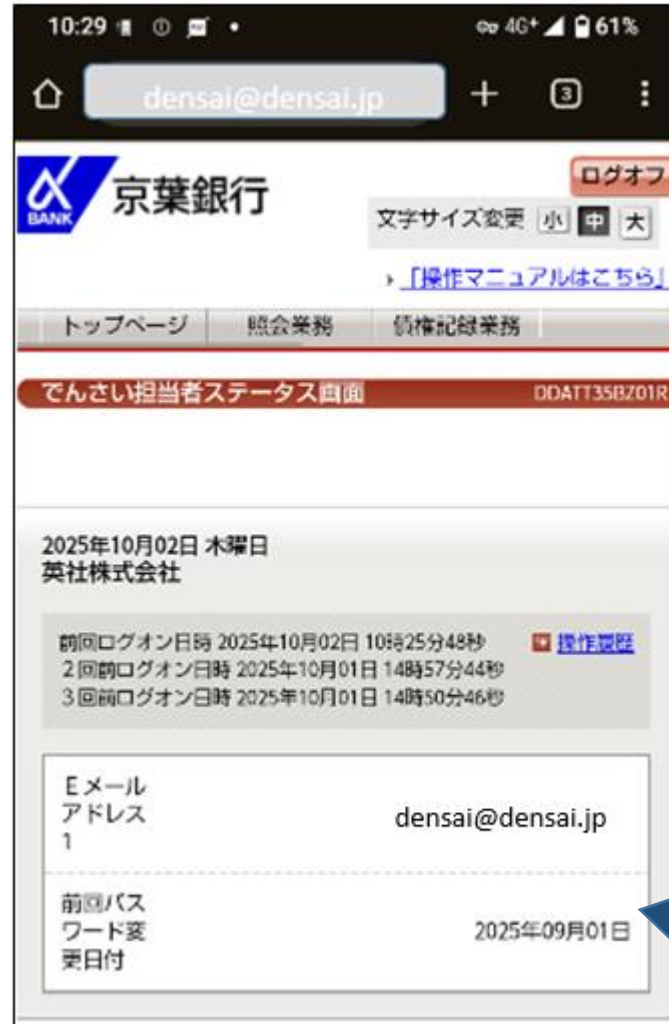 10:29
4G+ 61%
densai@densai.jp
3
BANK
京葉銀行
ログオフ
文字サイズ変更 小 中 大
「操作マニュアルはこちら」
トップページ 照会業務 債権記録業務
でんさい担当者ステータス画面 DDATT35BZ01R
2025年10月02日 木曜日
英社株式会社
前回ログオン日時 2025年10月02日 10時25分48秒 操作履歴
2回前ログオン日時 2025年10月01日 14時57分44秒
3回前ログオン日時 2025年10月01日 14時50分46秒
Eメール
アドレス
1
densai@densai.jp
前回パス
ワード変
更日付
2025年09月01日